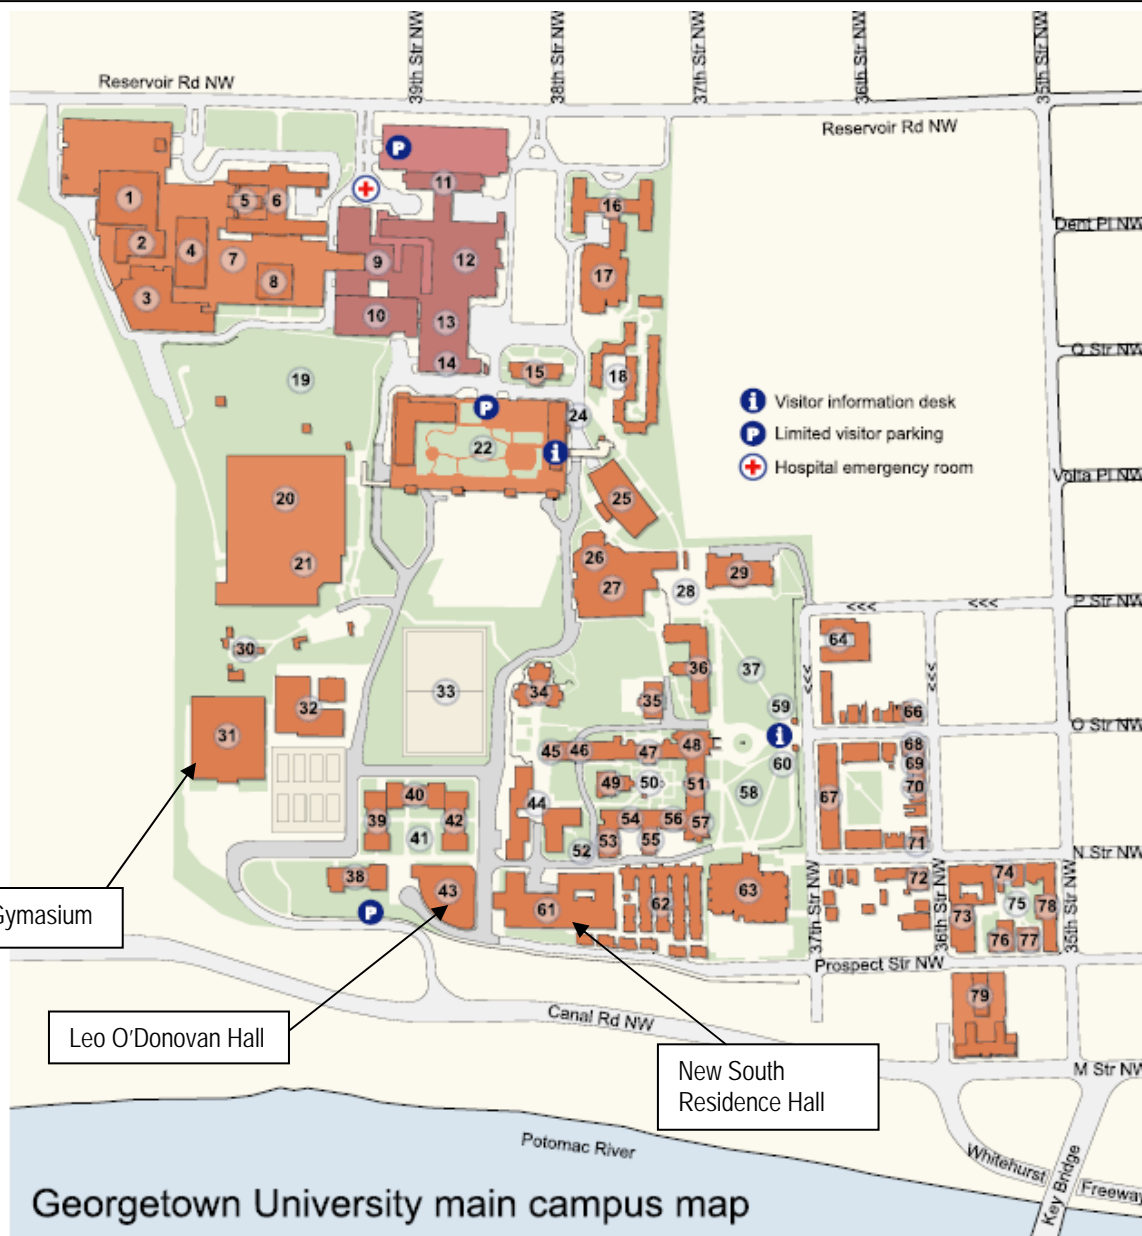 39th Str NW
38th Str NW
37th Str NW
36th Str NW
35th Str NW
Reservoir Rd NW
Reservoir Rd NW
P
11
1
5
6
16
2
4
7
9
12
Dent Pl NW
8
17
3
10
13
14
15
18
Q Str NW
19
i Visitor information desk
P
24
P Limited visitor parking
22
i
Hospital emergency room
Volta Pl NW
20
25
21
26
27
28
29
<<<
<<<
P Str NW
30
64
33
34
35
36
37
<<<
<<<
59
66
32
31
i
O Str NW
45
46
47
48
60
68
69
49
50
51
58
67
70
40
44
39
41
42
54
56
57
53
55
52
71
N Str NW
38
43
P
61
62
63
37th Str NW
72
36th Str NW
74
73
75
78
35th Str NW
76
77
Prospect Str NW
Gymasium
79
Canal Rd NW
Leo O'Donovan Hall
New South
Residence Hall
M Str NW
Potomac River
Whitehurst
Freeway
Key Bridge
Georgetown University main campus map